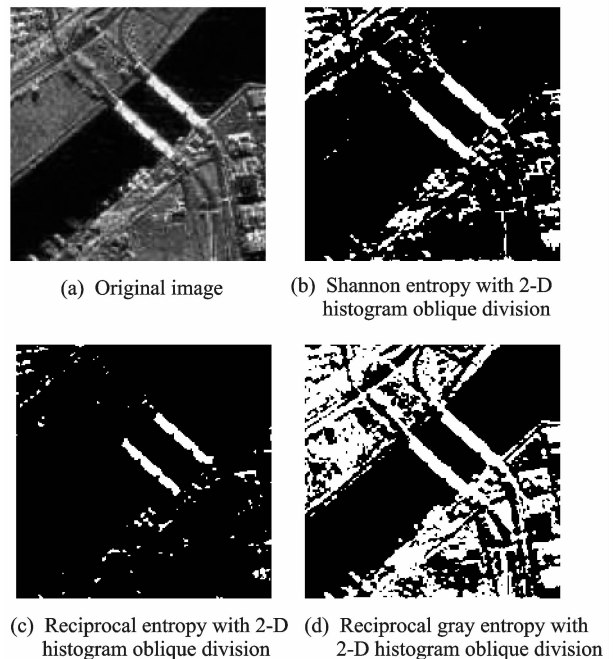 (a) Original image
(b) Shannon entropy with 2-D
histogram oblique division
(c) Reciprocal entropy with 2-D
histogram oblique division
(d) Reciprocal gray entropy with
2-D histogram oblique division